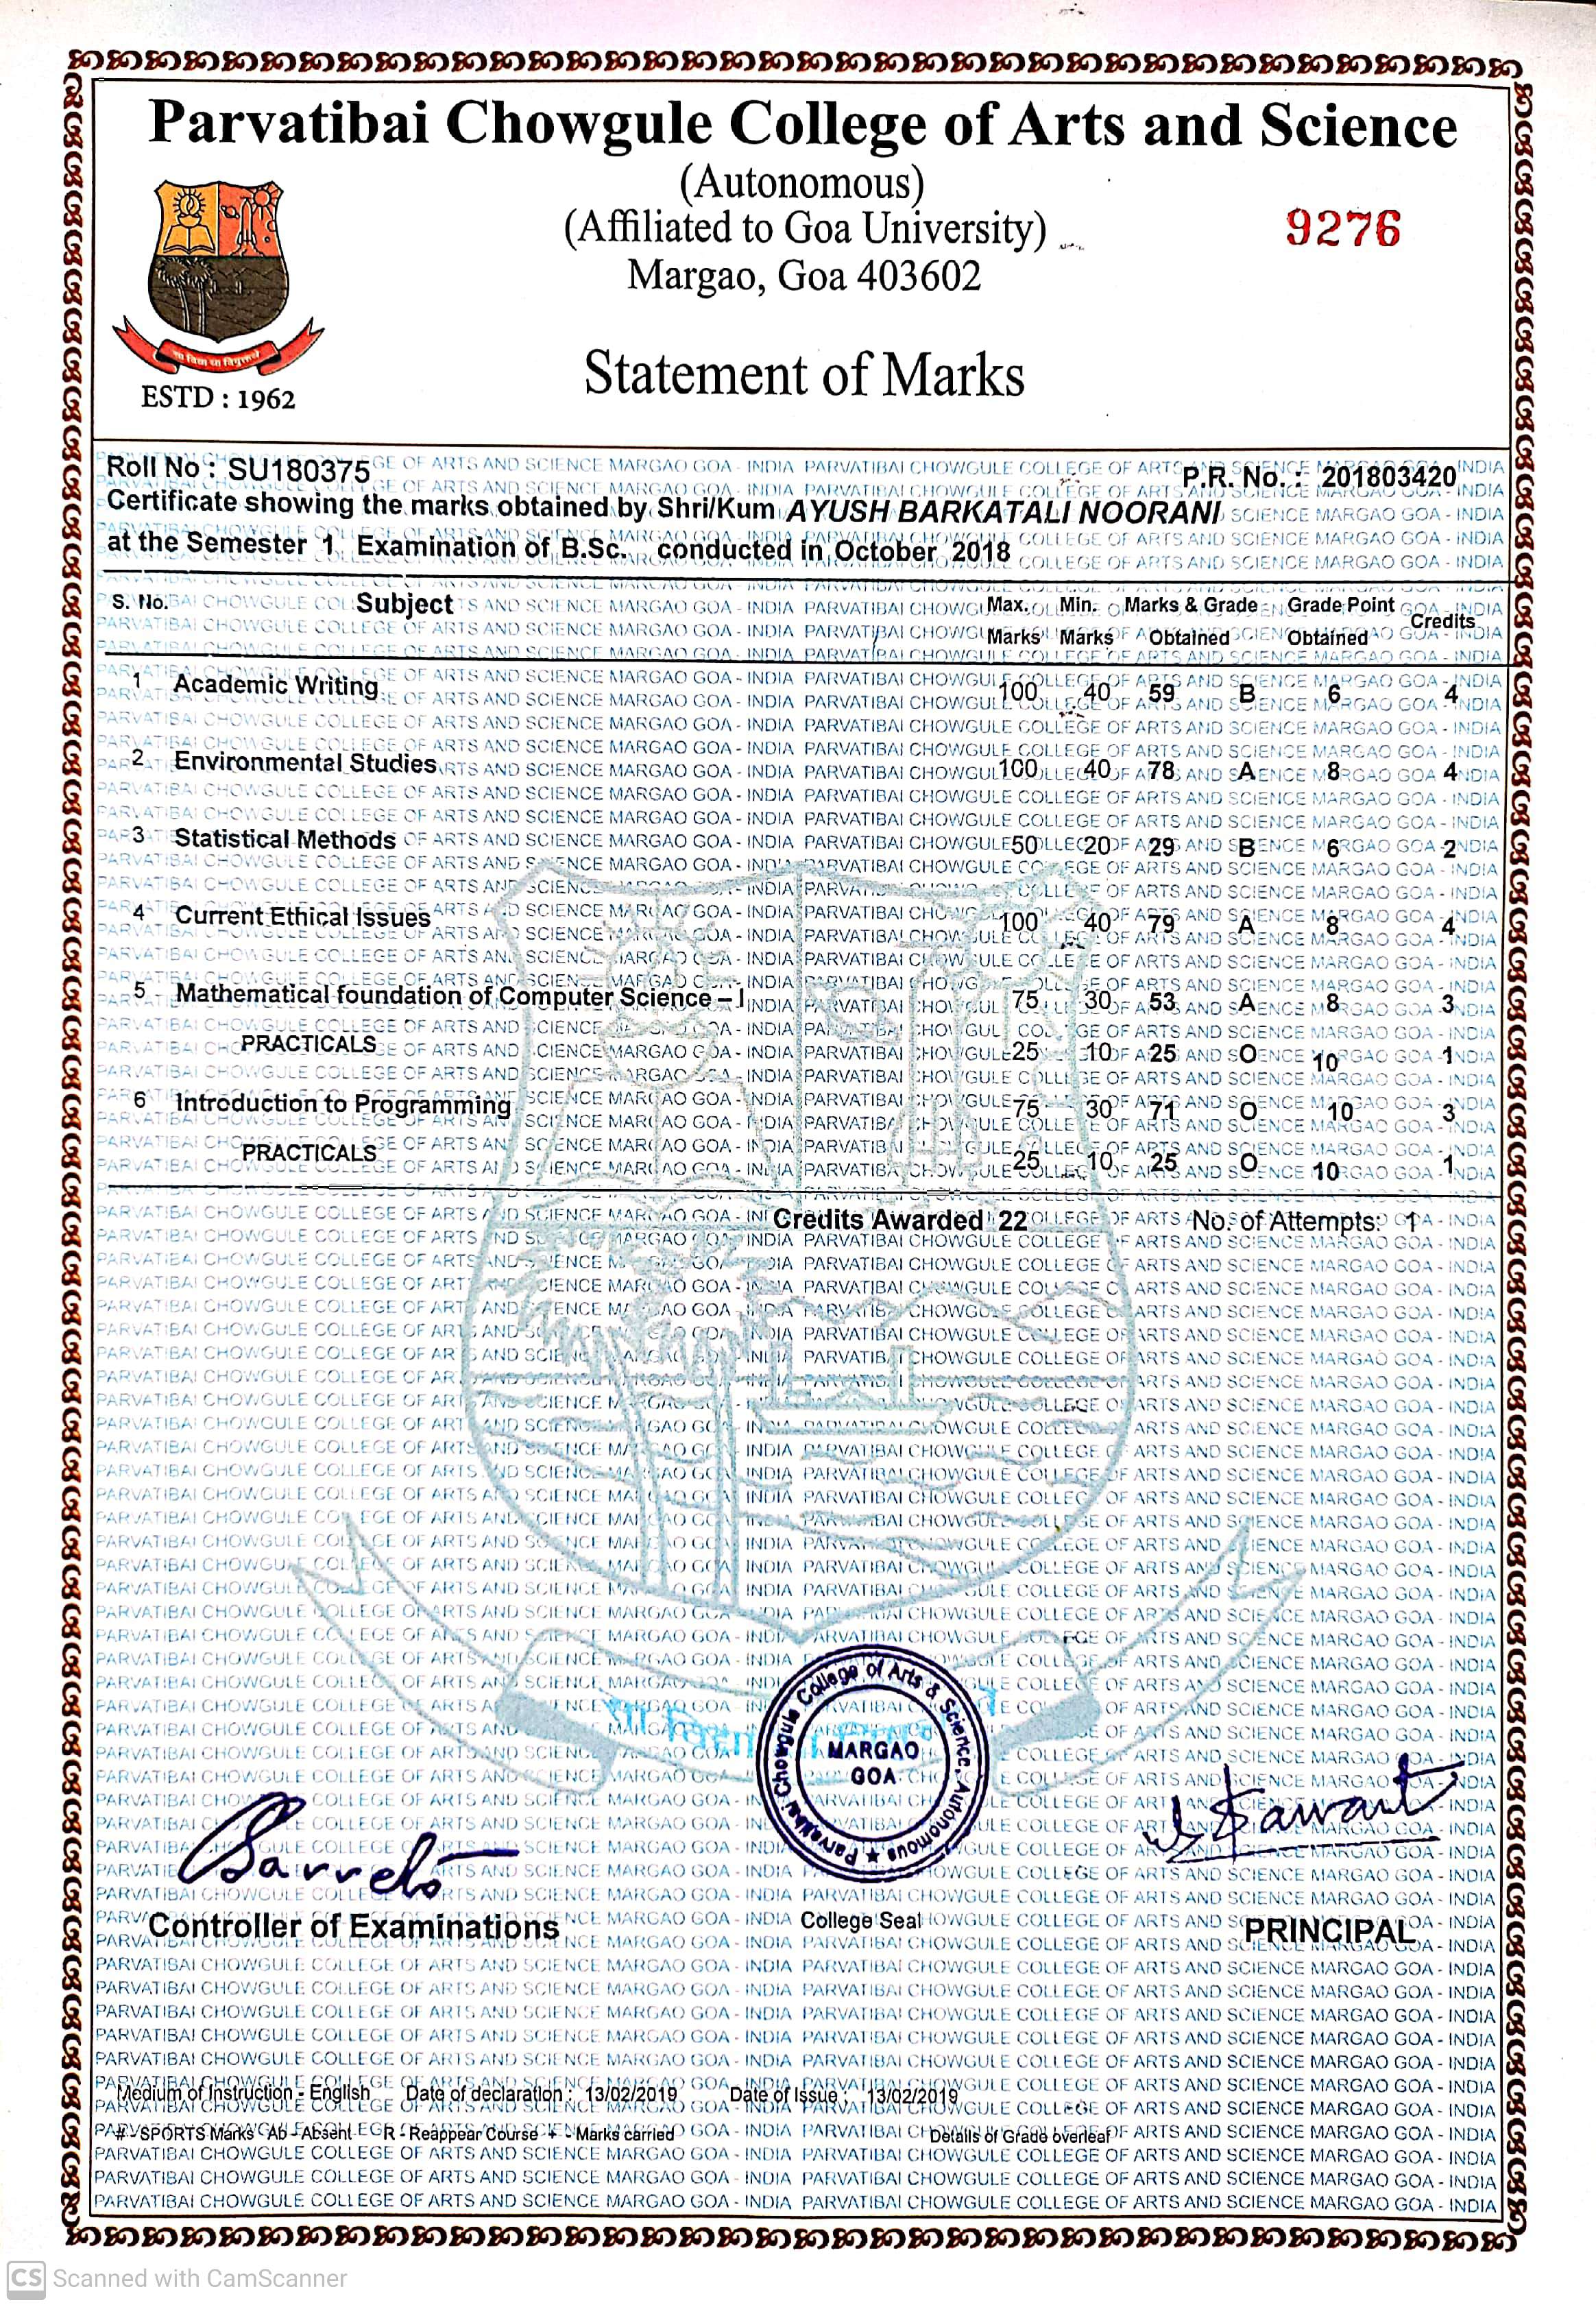 Parvatibai Chowgule College of Arts and Science
(Autonomous)
(Affiliated to Goa University)
9276
Margao, Goa 403602
ESTD : 1962
Statement of Marks
Roll No : SU180375 P.R. No. : 201803420
Certificate showing the marks obtained by Shri/Kum AYUSH BARKATALI NOORANI
at the Semester 1 Examination of B.Sc. conducted in October 2018
S. No. Subject Max. Marks Min. Marks Marks & Grade Obtained Grade Point Obtained Credits
1 Academic Writing 100 40 59 B 6 4
2 Environmental Studies 100 40 78 A 8 4
3 Statistical Methods 50 20 29 B 6 2
4 Current Ethical Issues 100 40 79 A 8 4
5 Mathematical foundation of Computer Science – I 75 30 53 A 8 3
PRACTICALS 25 10 25 O 10 1
6 Introduction to Programming 75 30 71 O 10 3
PRACTICALS 25 10 25 O 10 1
Credits Awarded 22 No. of Attempts: 1
Parvatibai Chowgule College of Arts & Science, Autonomous ★
MARGAO
GOA
Barreto
Sawant
Controller of Examinations College Seal PRINCIPAL
Medium of Instruction - English Date of declaration : 13/02/2019 Date of Issue : 13/02/2019
# - SPORTS Marks Ab - Absent R - Reappear Course + - Marks carried Details of Grade overleaf
CS Scanned with CamScanner